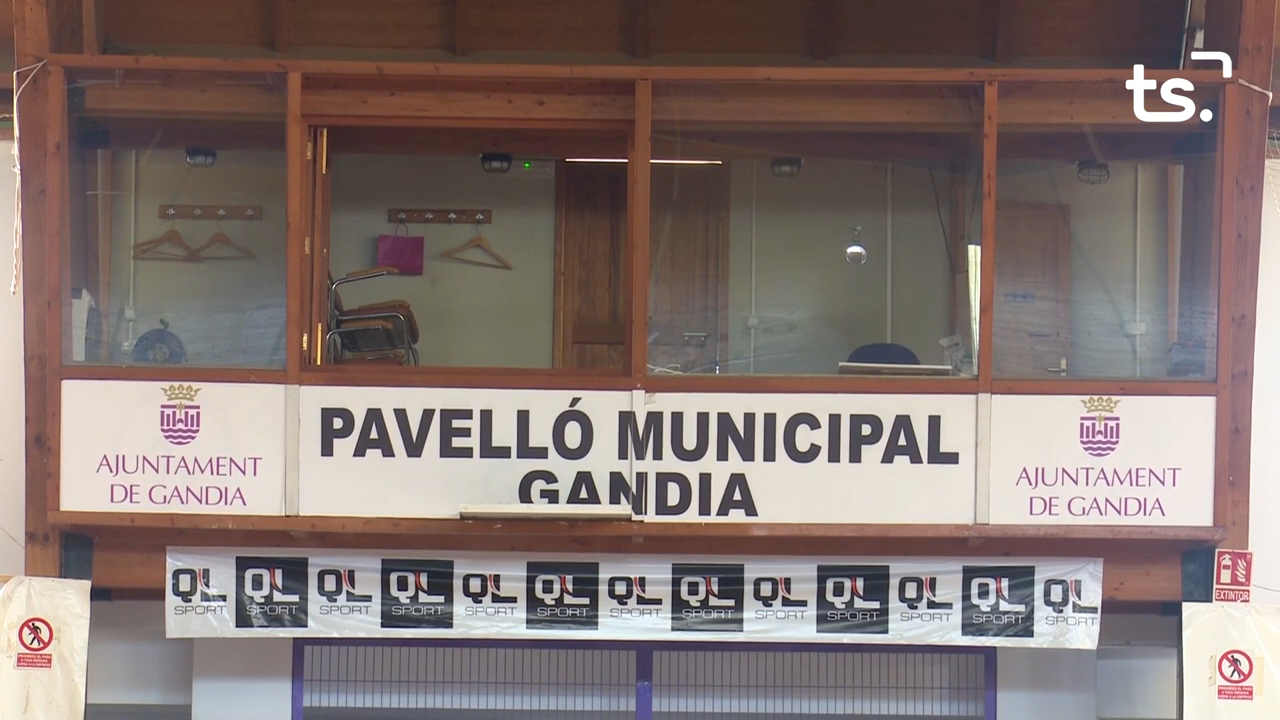 ts.
AJUNTAMENT
DE GANDIA
PAVELLÓ MUNICIPAL
GANDIA
AJUNTAMENT
DE GANDIA
QL SPORT QL SPORT QL SPORT QL SPORT QL SPORT QL SPORT QL SPORT QL SPORT QL SPORT QL SPORT QL SPORT QL SPORT QL SPORT
EXTINTOR